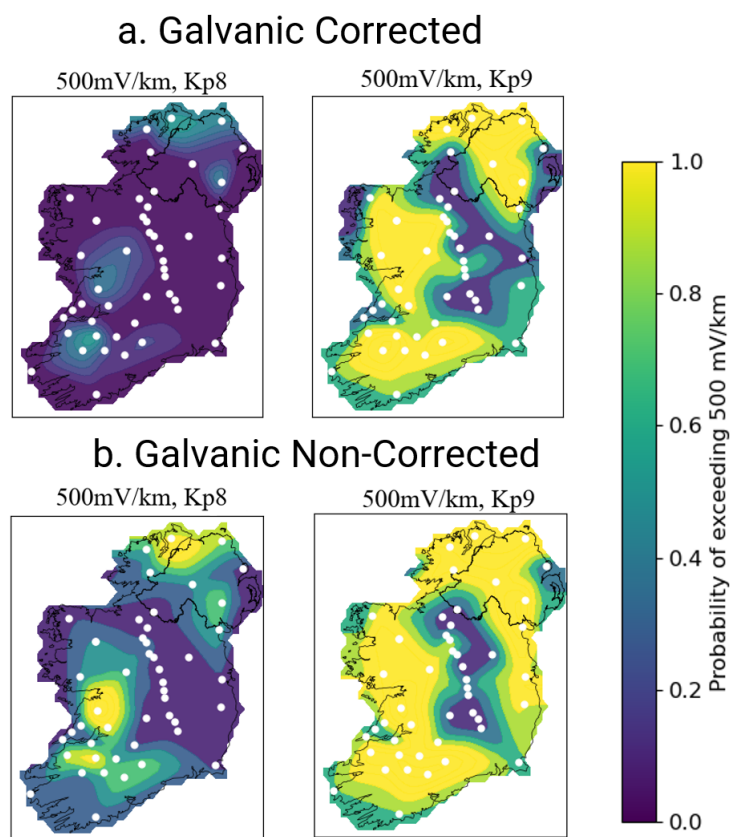 a. Galvanic Corrected
500mV/km, Kp8
500mV/km, Kp9
b. Galvanic Non-Corrected
500mV/km, Kp8
500mV/km, Kp9
1.0
0.8
0.6
0.4
0.2
0.0
Probability of exceeding 500 mV/km